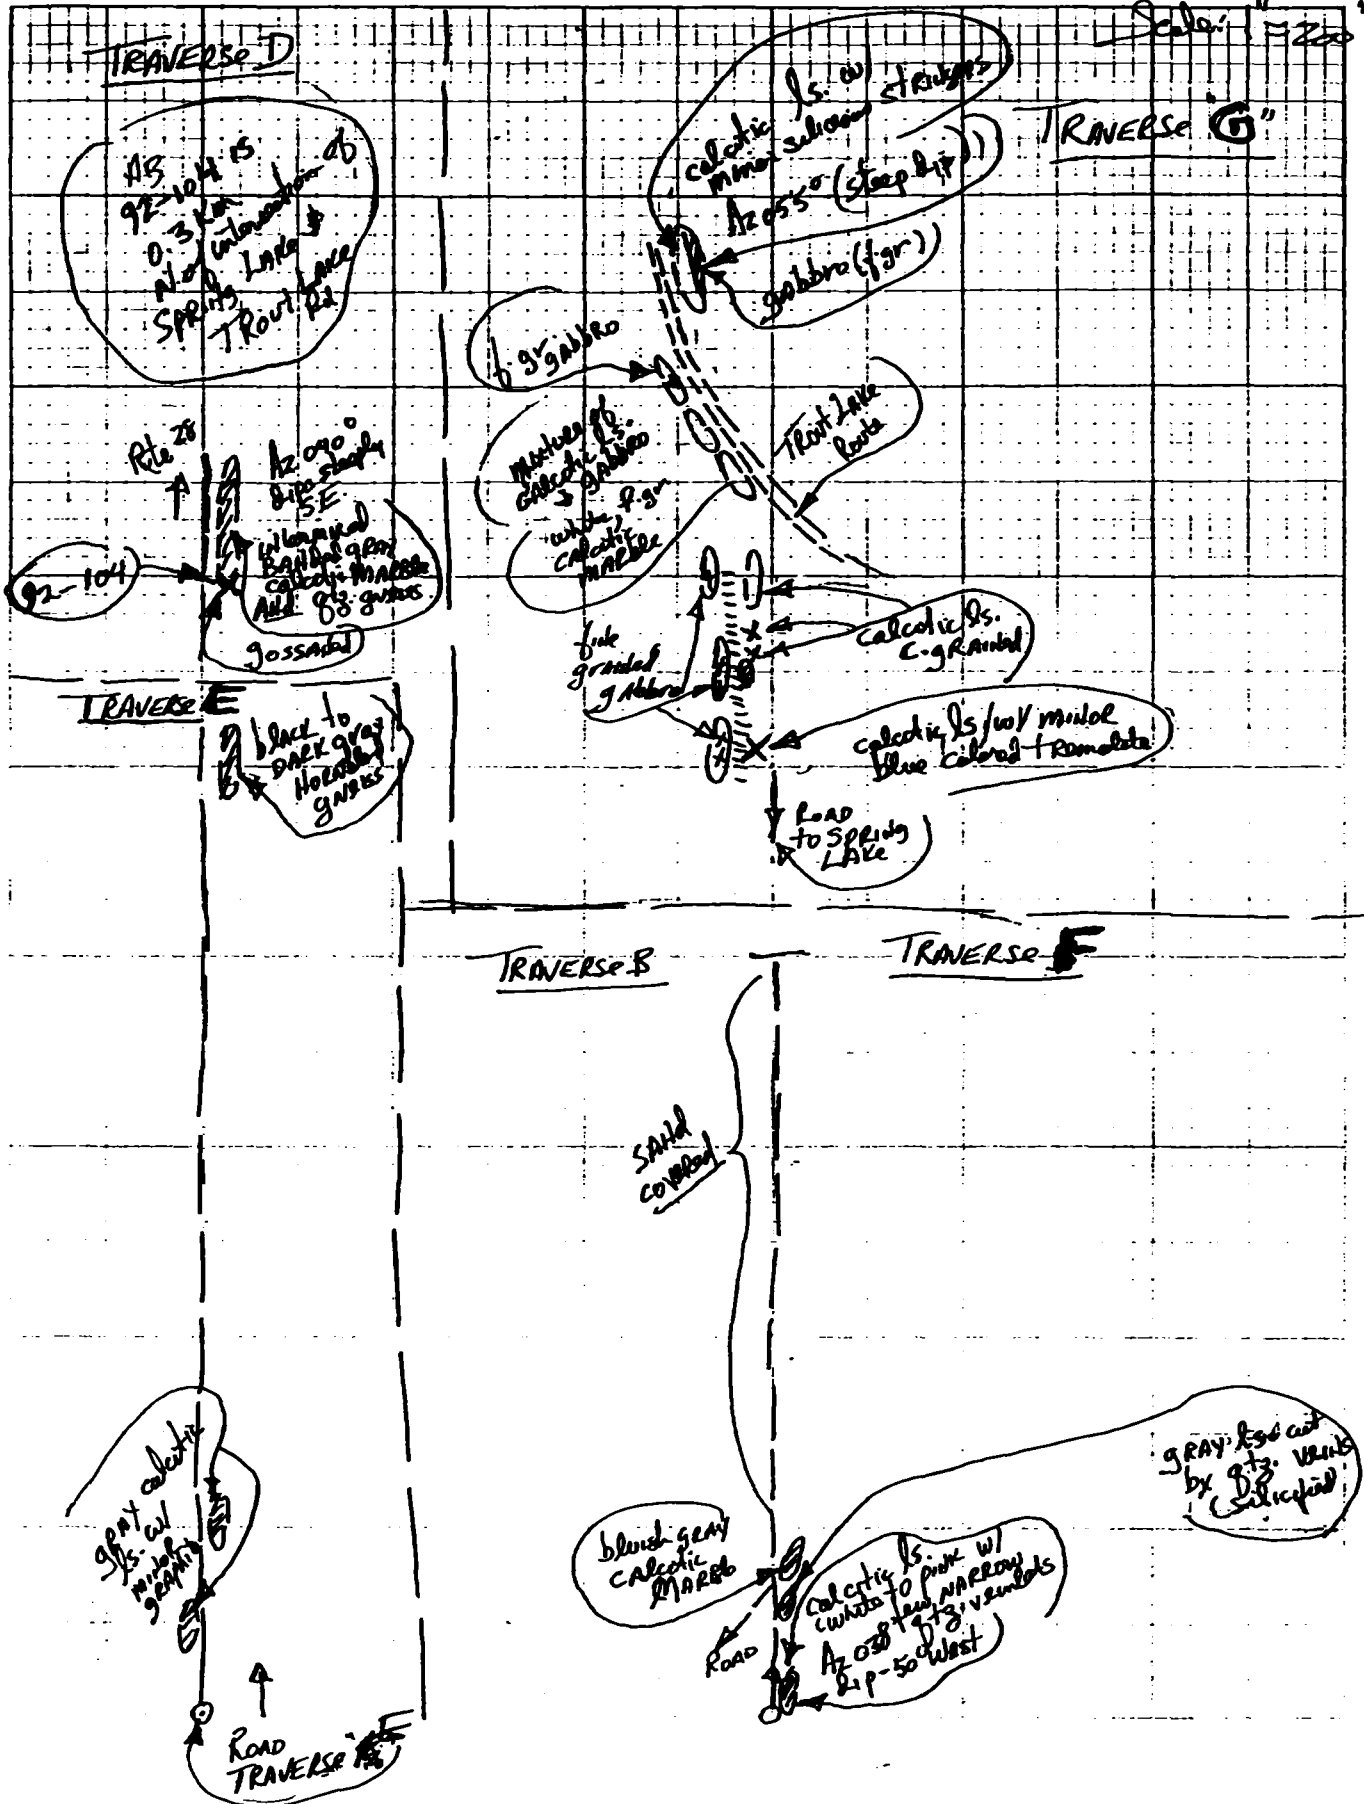 Scale: 1" = 200'
TRAVERSE D
AB
92-104 is
0.3 Km
N. of intersection of
SPRING LAKE &
TROUT LAKE
Rd
Rte 28
Az 090°
dips steeply
S.E.
BANDED GRAY
calcitic MARBLE
And qtz. gneiss
92-104
gossaned
TRAVERSE E
black to
DARK gray
Hornblend
gneiss
GRAY calcitic
ls. w/
minor
graphite
ROAD
TRAVERSE E
TRAVERSE "G"
calcitic ls. w/
minor siliceous stringers
Az 055° (steep dip)
gabbro (f.gr)
f.gr
gabbro
Mixture of
calcitic ls.
& gabbro
white f.gr
calcitic
MARBLE
TROUT LAKE
Route
fine
grained
gabbro
calcitic ls.
C.grained
calcitic ls/w/ minor
blue colored tremolete
ROAD
to SPRING
LAKE
TRAVERSE B
TRAVERSE F
SAND
covered
bluish gray
calcitic
MARBLE
ROAD
calcitic ls.
(white to pink w/
few NARROW
qtz. veinlets
Az 038°
dip-50° West)
GRAY ls. cut
by qtz. veins
(silicified)